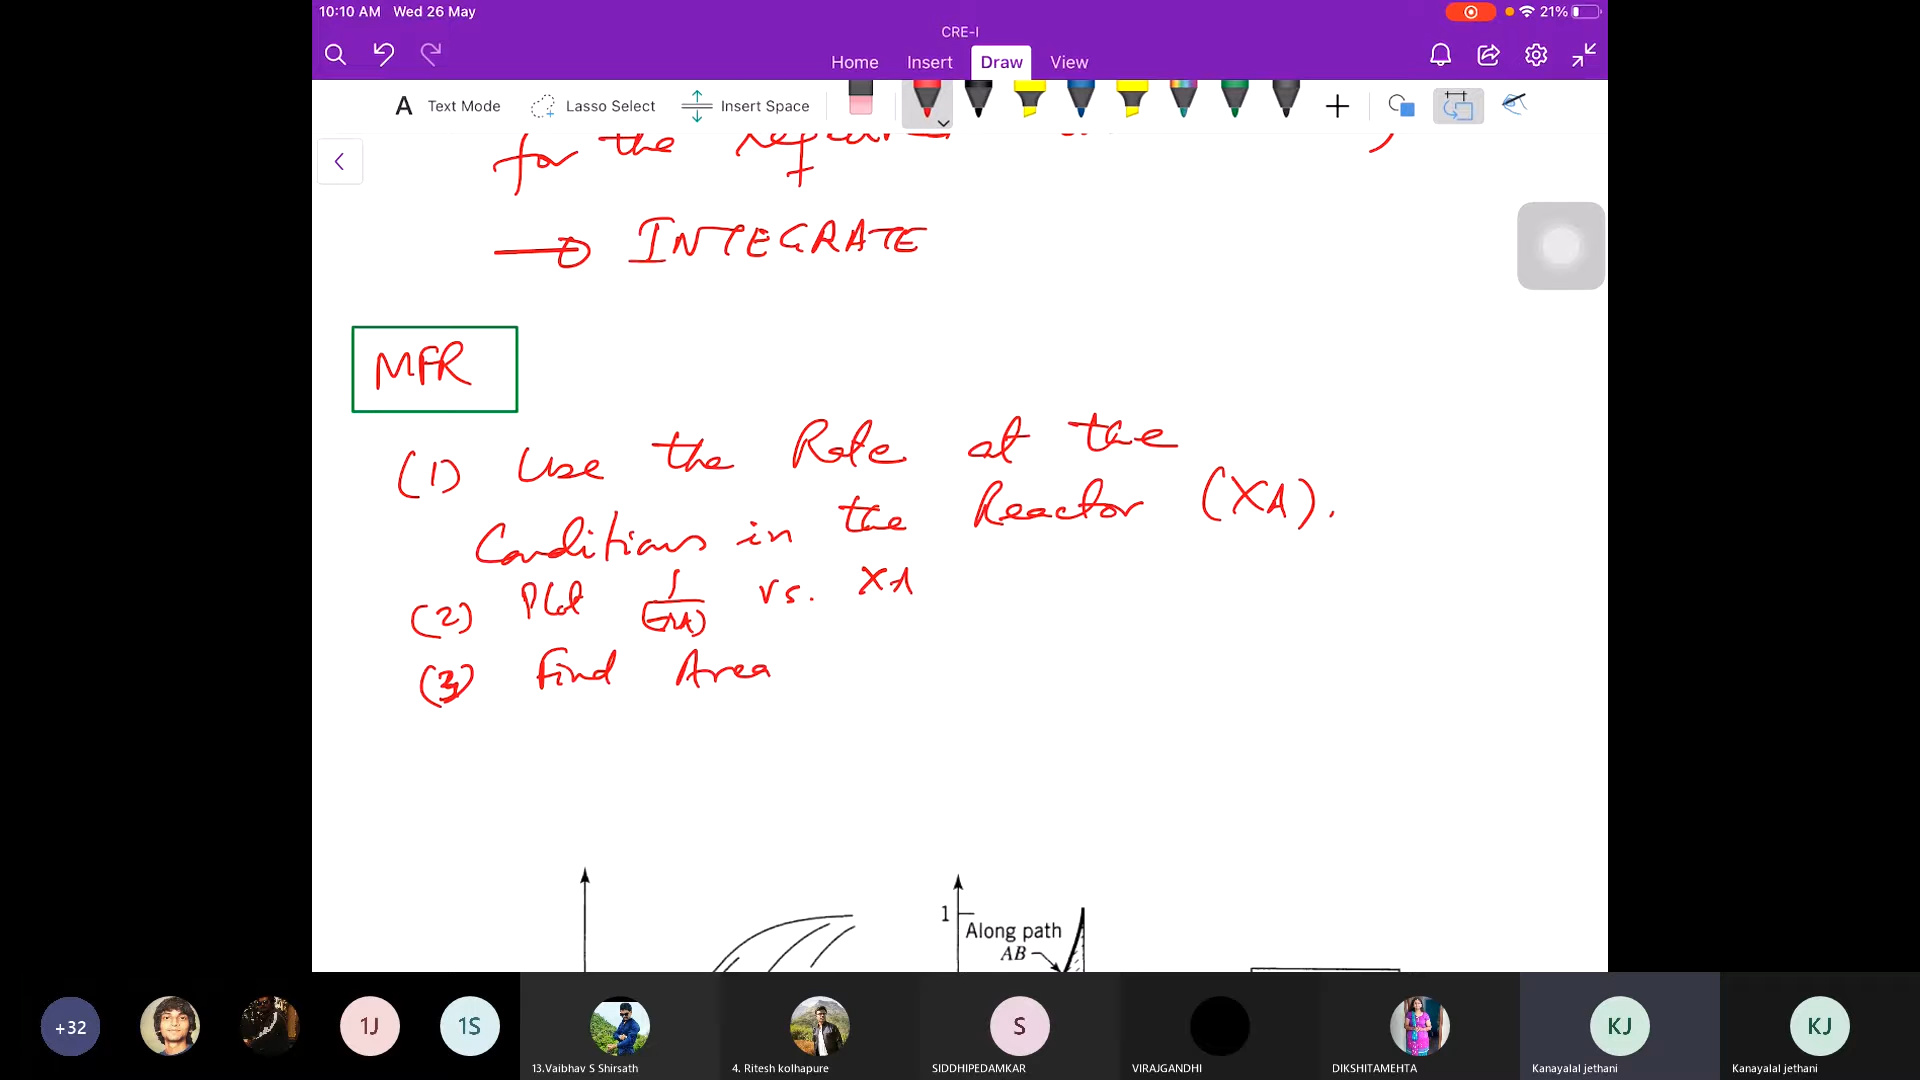 10:10 AM Wed 26 May
21%
CRE-I
Home Insert Draw View
A Text Mode Lasso Select Insert Space
for the
INTEGRATE
MFR
(1) Use the Rate at the
Conditions in the Reactor (XA).
(2) Plot 1/(-rA) vs. XA
(3) Find Area
1
Along path
AB
+32
1J
1S
S
KJ
KJ
13.Vaibhav S Shirsath
4. Ritesh kolhapure
SIDDHIPEDAMKAR
VIRAJGANDHI
DIKSHITAMEHTA
Kanayalal jethani
Kanayalal jethani